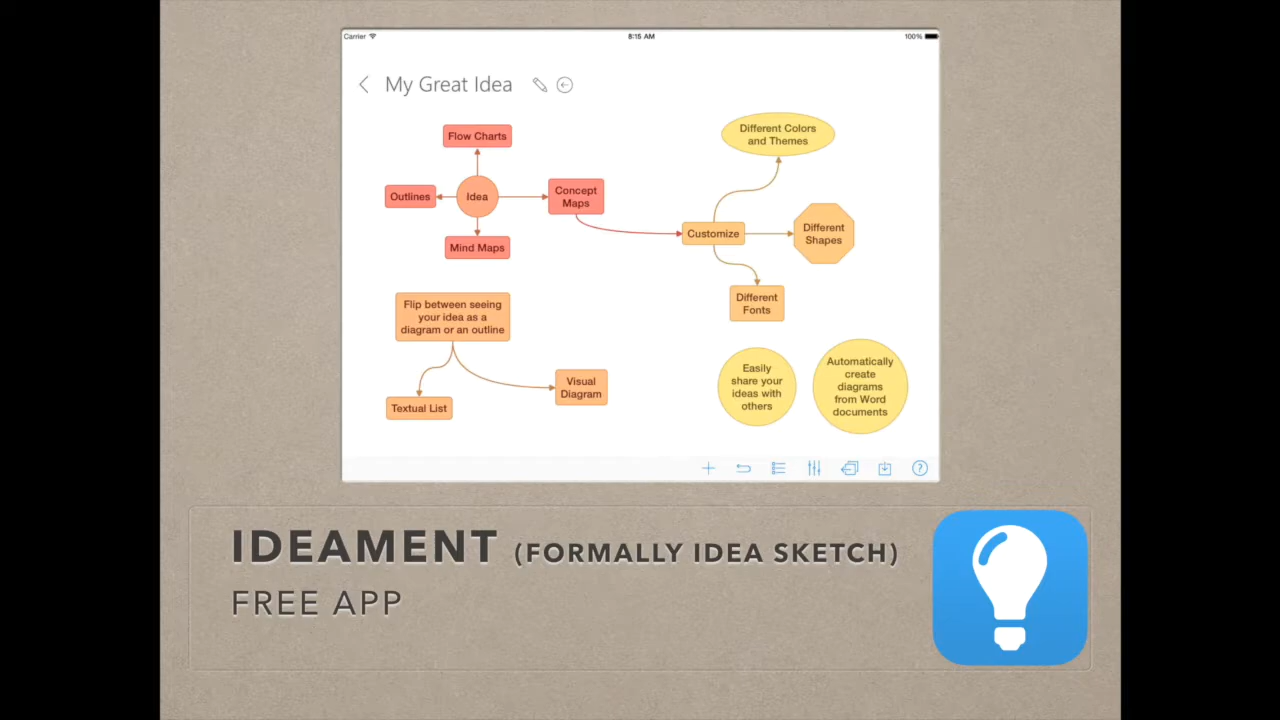 Carrier
8:15 AM
100%
My Great Idea
Flow Charts
Outlines
Idea
Concept
Maps
Mind Maps
Different Colors
and Themes
Customize
Different
Shapes
Different
Fonts
Flip between seeing
your idea as a
diagram or an outline
Textual List
Visual
Diagram
Easily
share your
ideas with
others
Automatically
create
diagrams
from Word
documents
?
IDEAMENT (FORMALLY IDEA SKETCH)
FREE APP